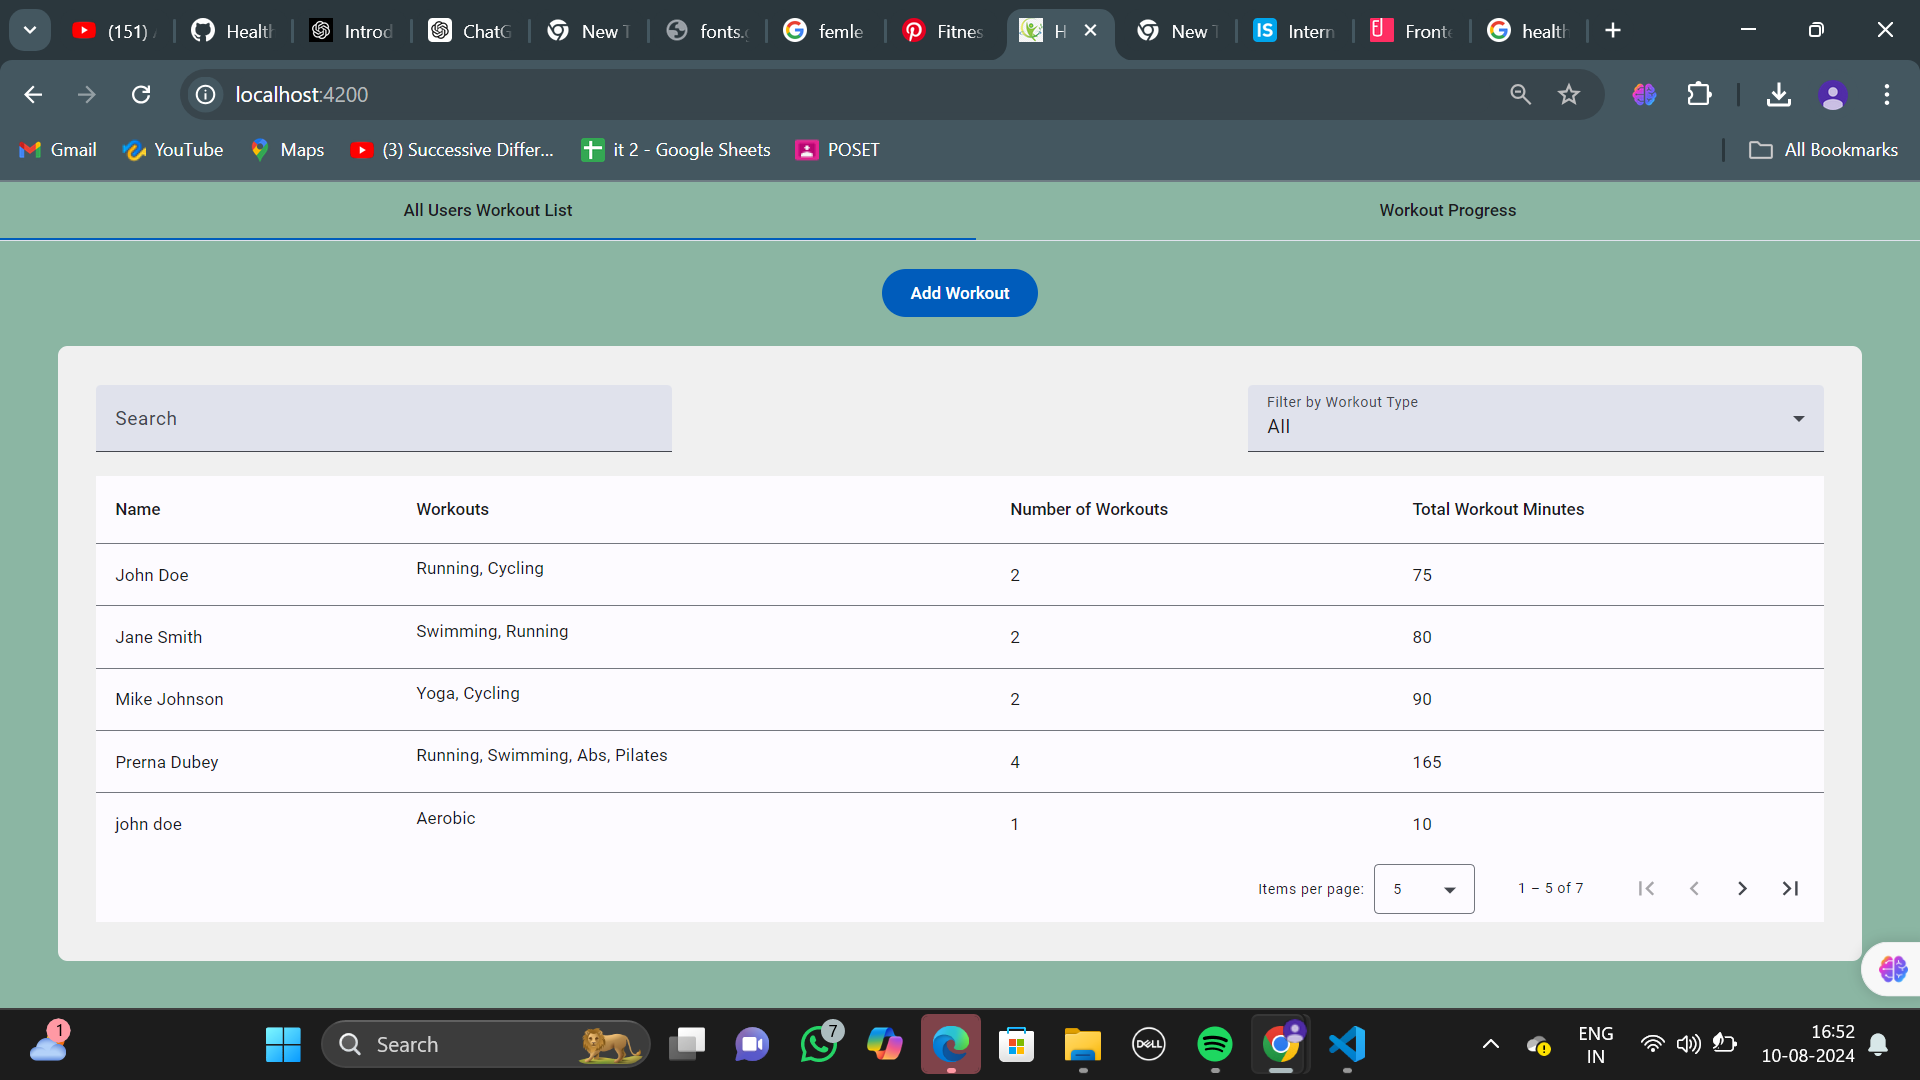 (151)
Health
Introd
ChatG
New T
fonts.g
femle
Fitnes
H
New T
IS
Intern
Fronte
health
localhost:4200
Gmail
YouTube
Maps
(3) Successive Differ...
it 2 - Google Sheets
POSET
All Bookmarks
All Users Workout List
Workout Progress
Add Workout
Search
Filter by Workout Type
All
Name Workouts Number of Workouts Total Workout Minutes
John Doe Running, Cycling 2 75
Jane Smith Swimming, Running 2 80
Mike Johnson Yoga, Cycling 2 90
Prerna Dubey Running, Swimming, Abs, Pilates 4 165
john doe Aerobic 1 10
Items per page: 5 1 – 5 of 7
1
Search
7
DELL
ENG
IN
16:52
10-08-2024